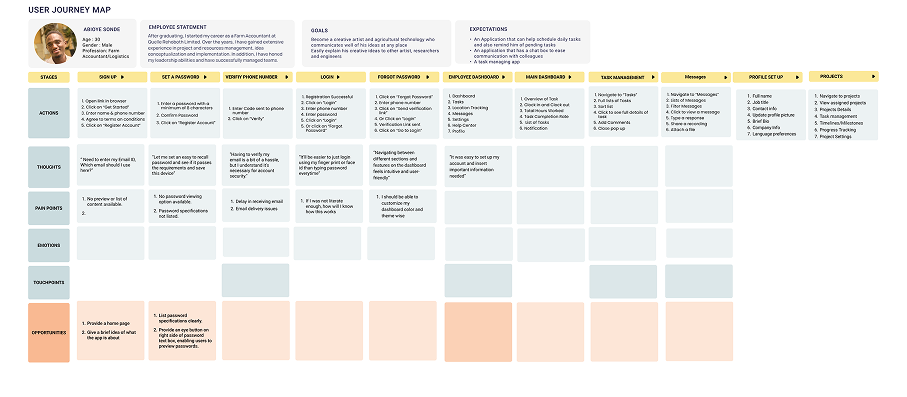 USER JOURNEY MAP
ABIOYE SONDE
Age : 30
Gender : Male
Profession: Farm
Accountant/Logistics
EMPLOYEE STATEMENT
After graduating, I started my career as a Farm Accountant at
Quelle Rehoboth Limited. Over the years, I have gained extensive
experience in project and resources management, idea
conceptualization and implementation. In addition, I have honed
my leadership abilities and have successfully managed teams.
GOALS
Become a creative artist and agricultural technology who
communicates well of his ideas at any place
Easily explain his creative ideas to other artist, researchers
and engineers
EXPECTATIONS
• An Application that can help schedule daily tasks
and also remind him of pending tasks
• An application that has a chat box to ease
communication with colleagues
• A task managing app
STAGES
SIGN UP
SET A PASSWORD
VERIFY PHONE NUMBER
LOGIN
FORGOT PASSWORD
EMPLOYEE DASHBOARD
MAIN DASHBOARD
TASK MANAGEMENT
Messages
PROFILE SET UP
PROJECTS
ACTIONS
1. Open link in browser
2. Click on "Get Started"
3. Enter name & phone number
4. Agree to terms on conditions
5. Click on "Register Account"
1. Enter a password with a
minimum of 8 characters
2. Confirm Password
3. Click on "Register Account"
1. Enter Code sent to phone
number
2. Click on "Verify"
1. Registration Successful
2. Click on "Login"
3. Enter phone number
4. Enter password
5. Click on "Login"
6. Or click on "Forgot
Password"
1. Click on "Forgot Password"
2. Enter phone number
3. Click on "Send verification
link"
4. Or Click on "Login"
5. Verification Link sent
6. Click on "Go to login"
1. Dashboard
2. Tasks
3. Location Tracking
4. Messages
5. Settings
6. Help Center
7. Profile
1. Overview of Task
2. Clock in and Clock out
3. Total Hours Worked
4. Task Completion Rate
5. List of Tasks
6. Notification
1. Navigate to "Tasks"
2. Full lists of Tasks
3. Sort list
4. Click to see full details of
task
5. Add Comments
6. Close pop up
1. Navigate to "Messages"
2. Lists of Messages
3. Filter Messages
4. Click to view a message
5. Type a response
6. Send a recording
7. Attach a file
1. Full name
2. Job title
3. Contact info
4. Update profile picture
5. Brief Bio
6. Company Info
7. Language preferences
1. Navigate to projects
2. View assigned projects
3. Projects Details
4. Task management
5. Timelines/Milestones
6. Progress Tracking
7. Project Settings
THOUGHTS
" Need to enter my Email ID,
Which email should I use
here?"
"Let me set an easy to recall
password and see if it passes
the requirements and save
this device"
"Having to verify my
email is a bit of a hassle,
but I understand it's
necessary for account
security"
"It'll be easier to just login
using my finger print or face
id than typing password
everytime"
"Navigating between
different sections and
features on the dashboard
feels intuitive and user-
friendly"
"It was easy to set up my
account and insert
important information
needed"
PAIN POINTS
1. No preview or list of
content available.
2.
1. No password viewing
option available.
2. Password specifications
not listed.
1. Delay in receiving email
2. Email delivery issues
1. If I was not literate
enough, how will I know
how this works
1. I should be able to
customize my
dashboard color and
theme wise
EMOTIONS
TOUCHPOINTS
OPPORTUNITIES
1. Provide a home page
2. Give a brief idea of what
the app is about
1. List password
specifications clearly.
2. Provide an eye button on
right side of password
text box, enabling users to
preview passwords.